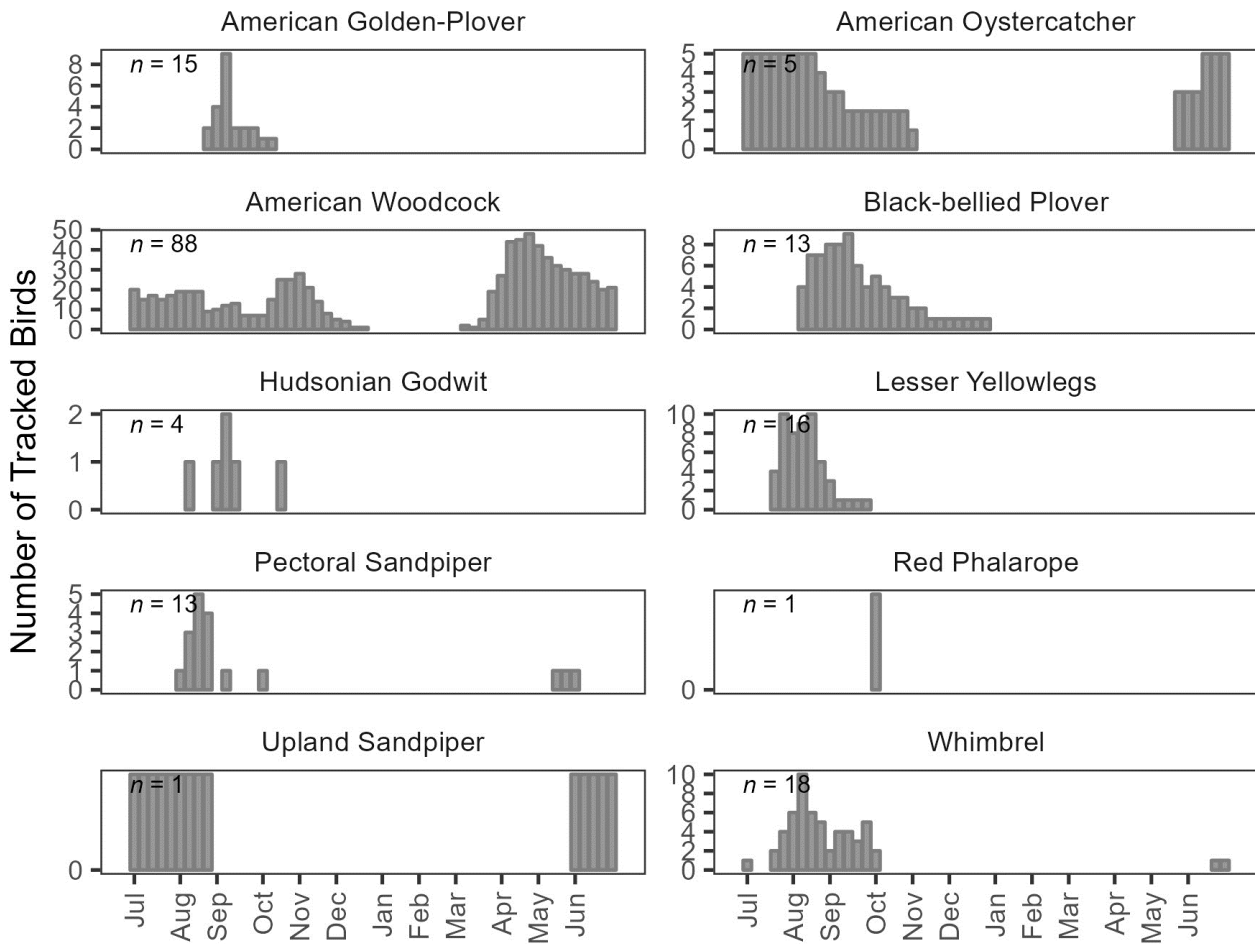 American Golden-Plover
American Oystercatcher
8
6
4
2
0
n = 15
5
4
3
2
1
0
n = 5
American Woodcock
Black-bellied Plover
50
40
30
20
10
0
n = 88
8
6
4
2
0
n = 13
Number of Tracked Birds
Hudsonian Godwit
Lesser Yellowlegs
2
1
0
n = 4
10
8
6
4
2
0
n = 16
Pectoral Sandpiper
Red Phalarope
5
4
3
2
1
0
n = 13
0
n = 1
Upland Sandpiper
Whimbrel
0
n = 1
10
8
6
4
2
0
n = 18
Jul Aug Sep Oct Nov Dec Jan Feb Mar Apr May Jun
Jul Aug Sep Oct Nov Dec Jan Feb Mar Apr May Jun